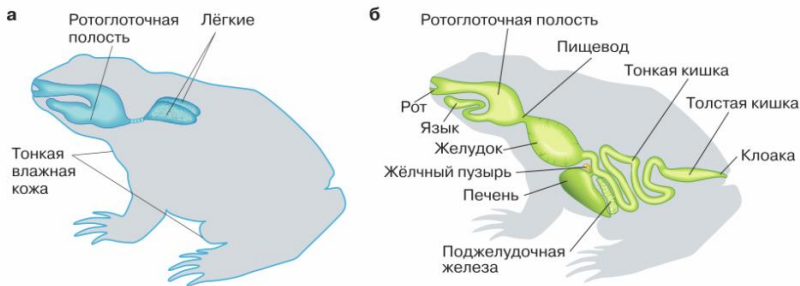 а
Ротоглоточная
полость
Лёгкие
Тонкая
влажная
кожа
б
Ротоглоточная полость
Пищевод
Тонкая кишка
Толстая кишка
Рот
Язык
Желудок
Клоака
Жёлчный пузырь
Печень
Поджелудочная
железа